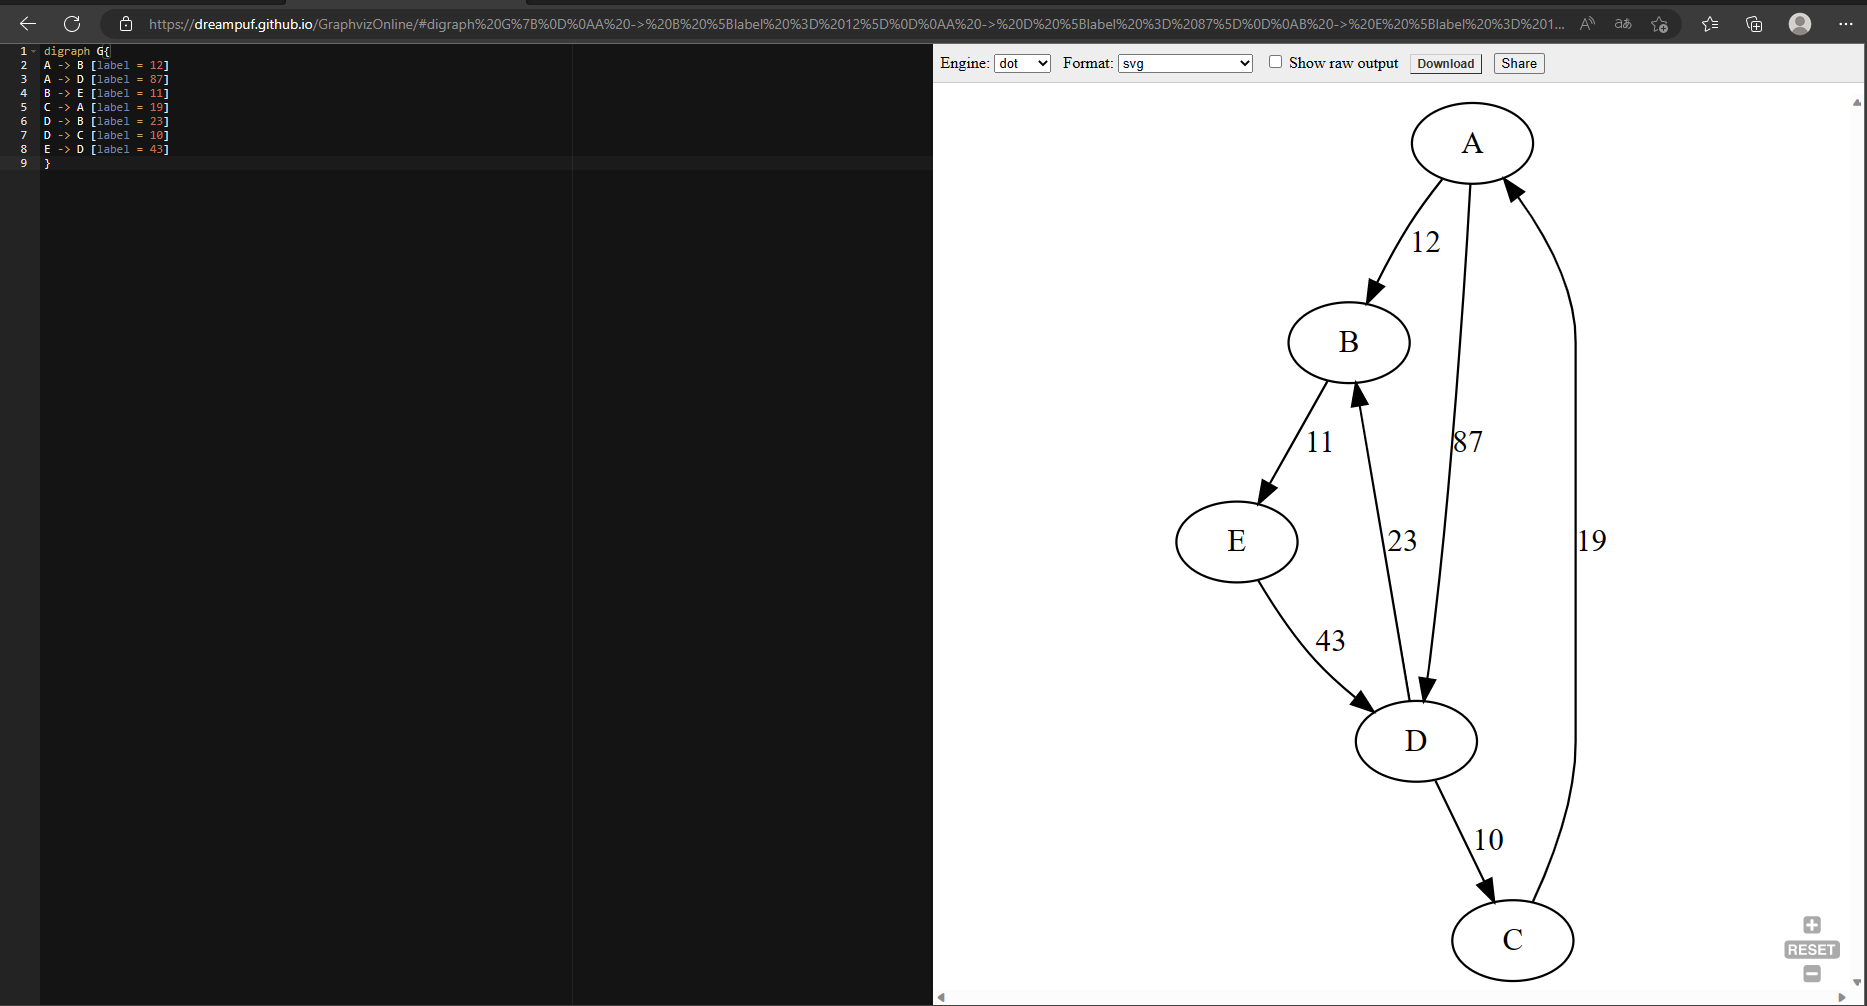 https://dreampuf.github.io/GraphvizOnline/#digraph%20G%7B%0D%0AA%20->%20B%20%5Blabel%20%3D%2012%5D%0D%0AA%20->%20D%20%5Blabel%20%3D%2087%5D%0D%0AB%20->%20E%20%5Blabel%20%3D%201...
1 digraph G{
2 A -> B [label = 12]
3 A -> D [label = 87]
4 B -> E [label = 11]
5 C -> A [label = 19]
6 D -> B [label = 23]
7 D -> C [label = 10]
8 E -> D [label = 43]
9 }
Engine: dot Format: svg Show raw output Download Share
A
12
B
11
87
E
23
19
43
D
10
C
RESET